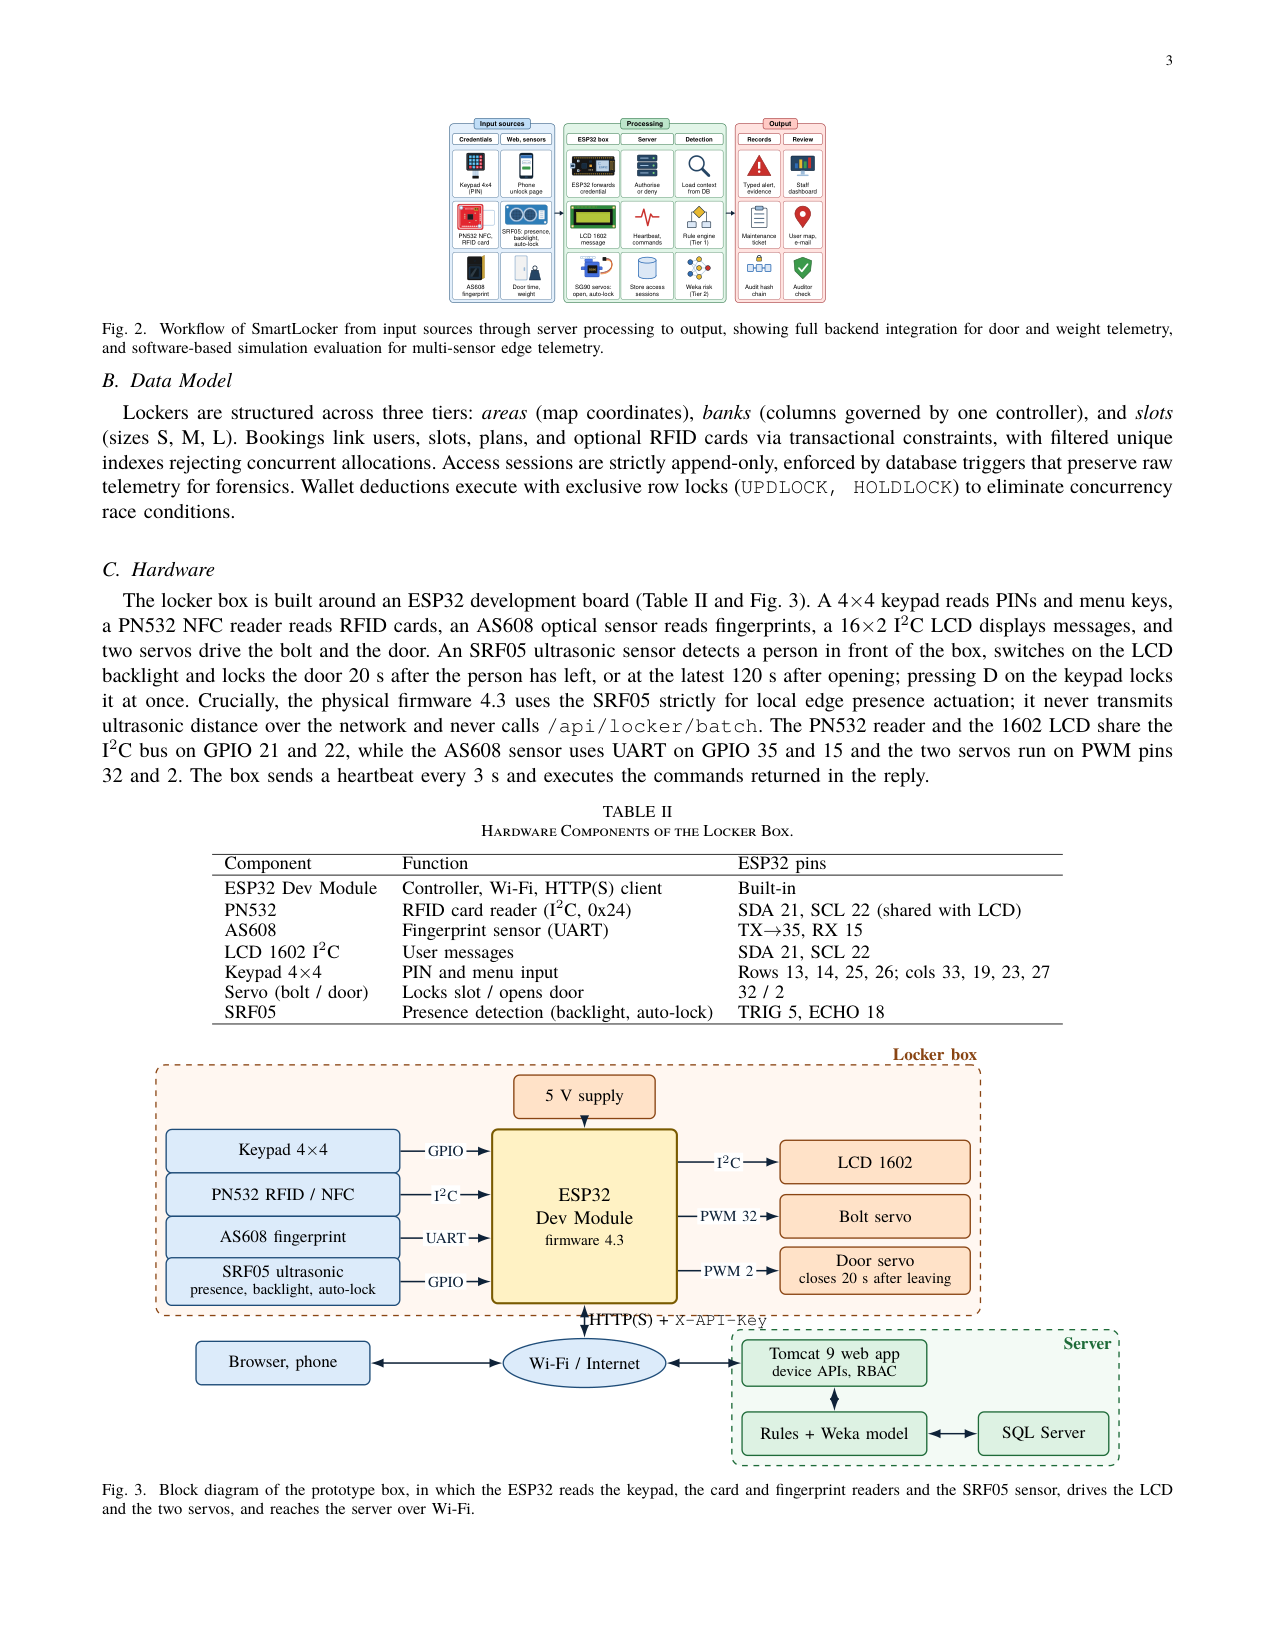 3
Input sources
Processing
Output
Credentials
Web, sensors
ESP32 box
Server
Detection
Records
Review
Keypad 4x4
(PIN)
Phone
unlock page
ESP32 forwards
credential
Authorise
or deny
Load context
from DB
Typed alert,
evidence
Staff
dashboard
PN532 NFC,
RFID card
SRF05: presence,
backlight,
auto-lock
LCD 1602
message
Heartbeat,
commands
Rule engine
(Tier 1)
Maintenance
ticket
User map,
e-mail
AS608
fingerprint
Door time,
weight
SG90 servos:
open, auto-lock
Store access
sessions
Weka risk
(Tier 2)
Audit hash
chain
Auditor
check
Fig. 2. Workflow of SmartLocker from input sources through server processing to output, showing full backend integration for door and weight telemetry,
and software-based simulation evaluation for multi-sensor edge telemetry.
B. Data Model
Lockers are structured across three tiers: areas (map coordinates), banks (columns governed by one controller), and slots
(sizes S, M, L). Bookings link users, slots, plans, and optional RFID cards via transactional constraints, with filtered unique
indexes rejecting concurrent allocations. Access sessions are strictly append-only, enforced by database triggers that preserve raw
telemetry for forensics. Wallet deductions execute with exclusive row locks (UPDLOCK, HOLDLOCK) to eliminate concurrency
race conditions.
C. Hardware
The locker box is built around an ESP32 development board (Table II and Fig. 3). A 4×4 keypad reads PINs and menu keys,
a PN532 NFC reader reads RFID cards, an AS608 optical sensor reads fingerprints, a 16×2 I²C LCD displays messages, and
two servos drive the bolt and the door. An SRF05 ultrasonic sensor detects a person in front of the box, switches on the LCD
backlight and locks the door 20 s after the person has left, or at the latest 120 s after opening; pressing D on the keypad locks
it at once. Crucially, the physical firmware 4.3 uses the SRF05 strictly for local edge presence actuation; it never transmits
ultrasonic distance over the network and never calls /api/locker/batch. The PN532 reader and the 1602 LCD share the
I²C bus on GPIO 21 and 22, while the AS608 sensor uses UART on GPIO 35 and 15 and the two servos run on PWM pins
32 and 2. The box sends a heartbeat every 3 s and executes the commands returned in the reply.
TABLE II
Hardware Components of the Locker Box.
Component Function ESP32 pins
ESP32 Dev Module Controller, Wi-Fi, HTTP(S) client Built-in
PN532 RFID card reader (I²C, 0x24) SDA 21, SCL 22 (shared with LCD)
AS608 Fingerprint sensor (UART) TX→35, RX 15
LCD 1602 I²C User messages SDA 21, SCL 22
Keypad 4×4 PIN and menu input Rows 13, 14, 25, 26; cols 33, 19, 23, 27
Servo (bolt / door) Locks slot / opens door 32 / 2
SRF05 Presence detection (backlight, auto-lock) TRIG 5, ECHO 18
Locker box
5 V supply
Keypad 4×4
GPIO
PN532 RFID / NFC
I²C
AS608 fingerprint
UART
SRF05 ultrasonic
presence, backlight, auto-lock
GPIO
ESP32
Dev Module
firmware 4.3
I²C
LCD 1602
PWM 32
Bolt servo
PWM 2
Door servo
closes 20 s after leaving
HTTP(S) + X-API-Key
Browser, phone
Wi-Fi / Internet
Server
Tomcat 9 web app
device APIs, RBAC
Rules + Weka model
SQL Server
Fig. 3. Block diagram of the prototype box, in which the ESP32 reads the keypad, the card and fingerprint readers and the SRF05 sensor, drives the LCD
and the two servos, and reaches the server over Wi-Fi.